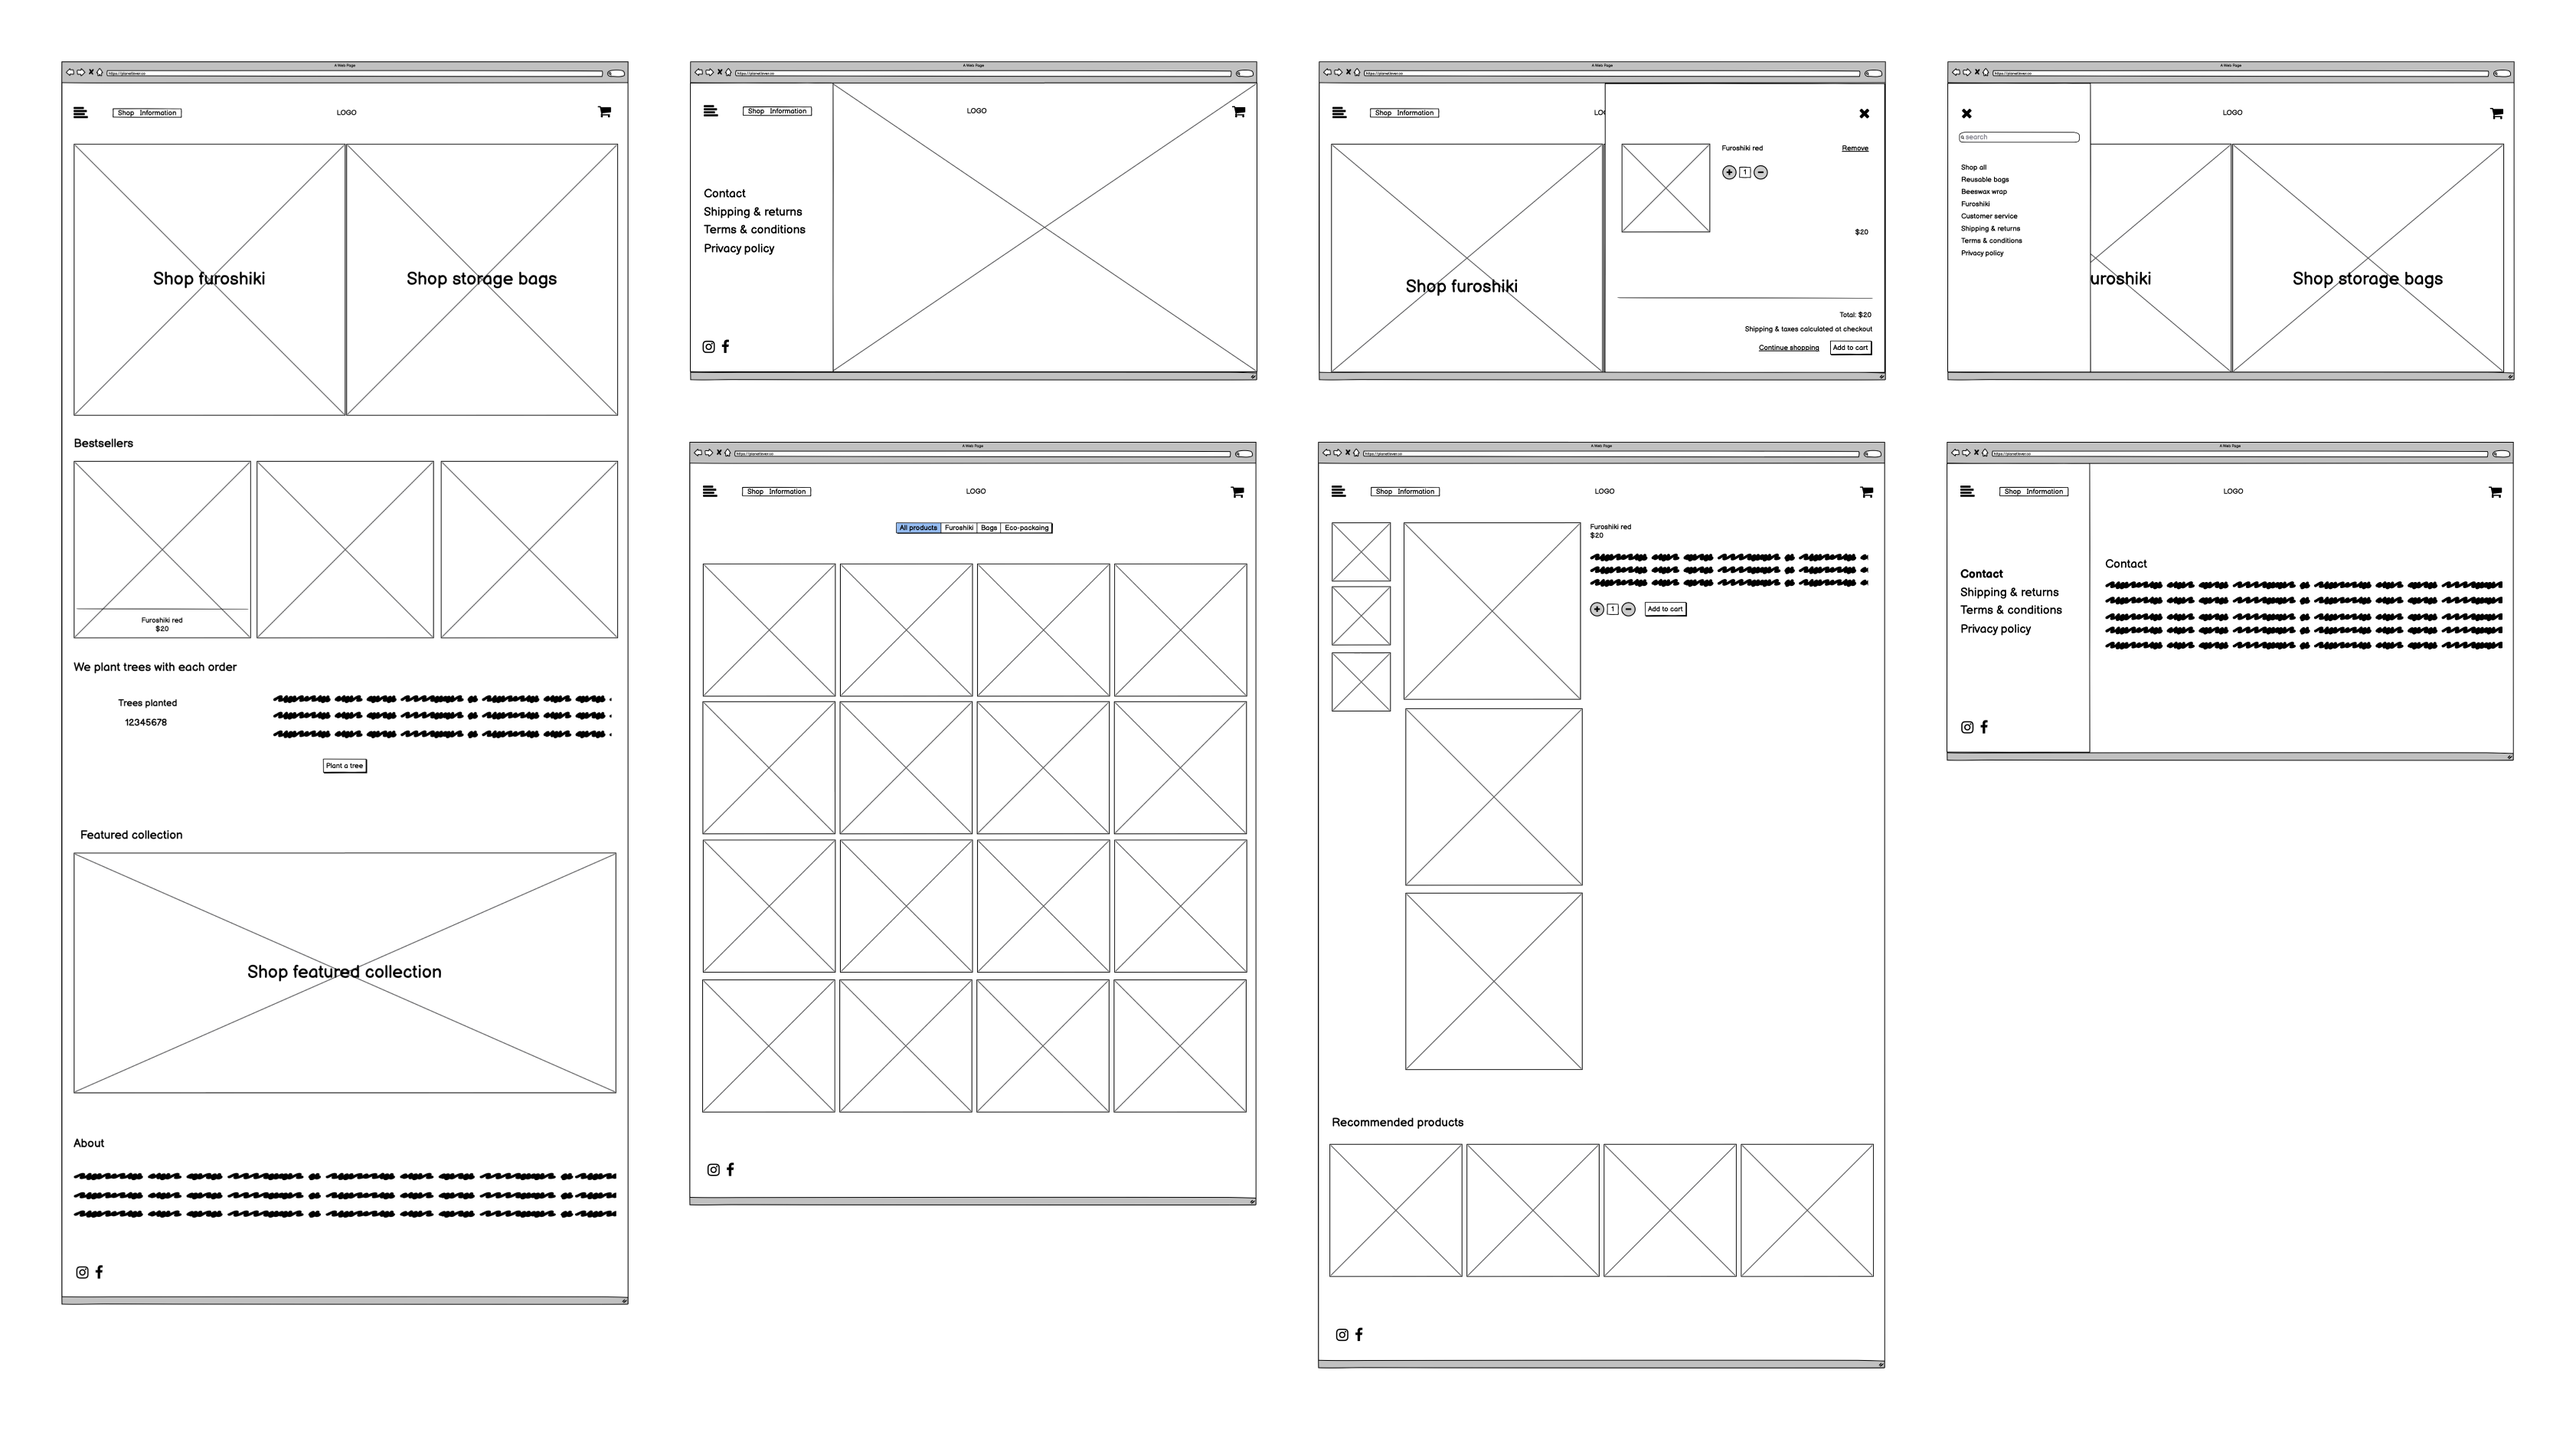 A Web Page
https://planetlover.co
Shop Information
LOGO
Shop furoshiki
Shop storage bags
Bestsellers
Furoshiki red
$20
We plant trees with each order
Trees planted
12345678
Plant a tree
Featured collection
Shop featured collection
About
A Web Page
https://planetlover.co
Shop Information
LOGO
Contact
Shipping & returns
Terms & conditions
Privacy policy
A Web Page
https://planetlover.co
Shop Information
LO
Shop furoshiki
Furoshiki red
Remove
1
$20
Total: $20
Shipping & taxes calculated at checkout
Continue shopping
Add to cart
A Web Page
https://planetlover.co
LOGO
search
Shop all
Reusable bags
Beeswax wrap
Furoshiki
Customer service
Shipping & returns
Terms & conditions
Privacy policy
uroshiki
Shop storage bags
A Web Page
https://planetlover.co
Shop Information
LOGO
All products Furoshiki Bags Eco-packaing
A Web Page
https://planetlover.co
Shop Information
LOGO
Furoshiki red
$20
1
Add to cart
Recommended products
A Web Page
https://planetlover.co
Shop Information
LOGO
Contact
Shipping & returns
Terms & conditions
Privacy policy
Contact